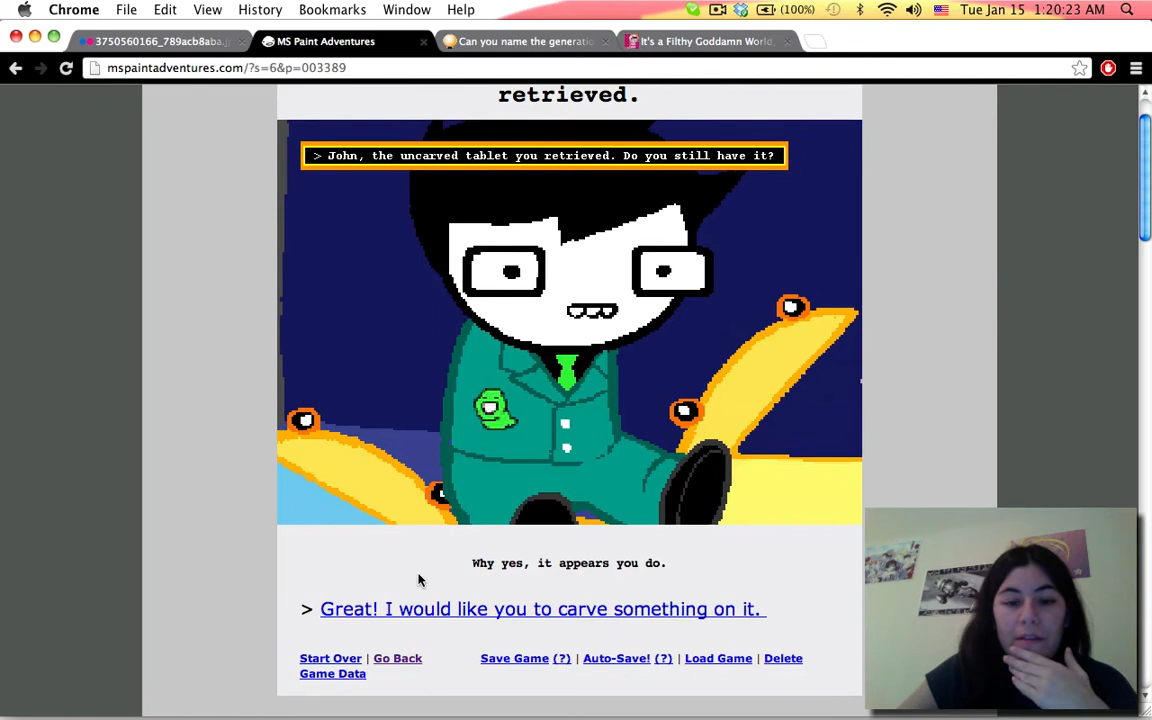 Chrome File Edit View History Bookmarks Window Help (100%) Tue Jan 15 1:20:23 AM
3750560166_789acb8aba.j MS Paint Adventures Can you name the generatio It's a Filthy Goddamn World,
mspaintadventures.com/?s=6&p=003389
retrieved.
> John, the uncarved tablet you retrieved. Do you still have it?
Why yes, it appears you do.
> Great! I would like you to carve something on it.
Start Over | Go Back Save Game (?) | Auto-Save! (?) | Load Game | Delete
Game Data